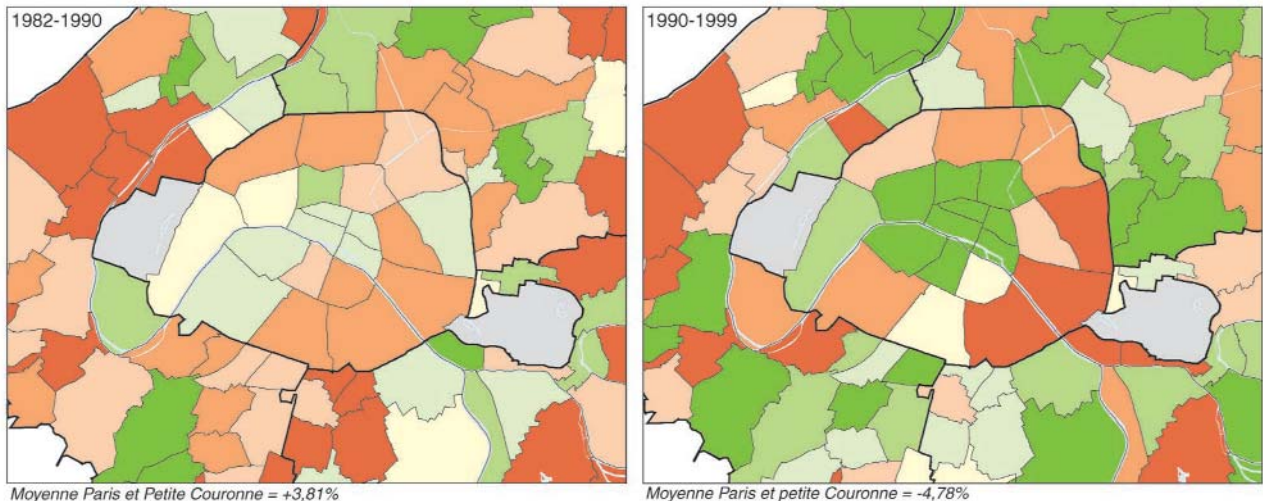 1982-1990
1990-1999
Moyenne Paris et Petite Couronne = +3,81%
Moyenne Paris et petite Couronne = -4,78%